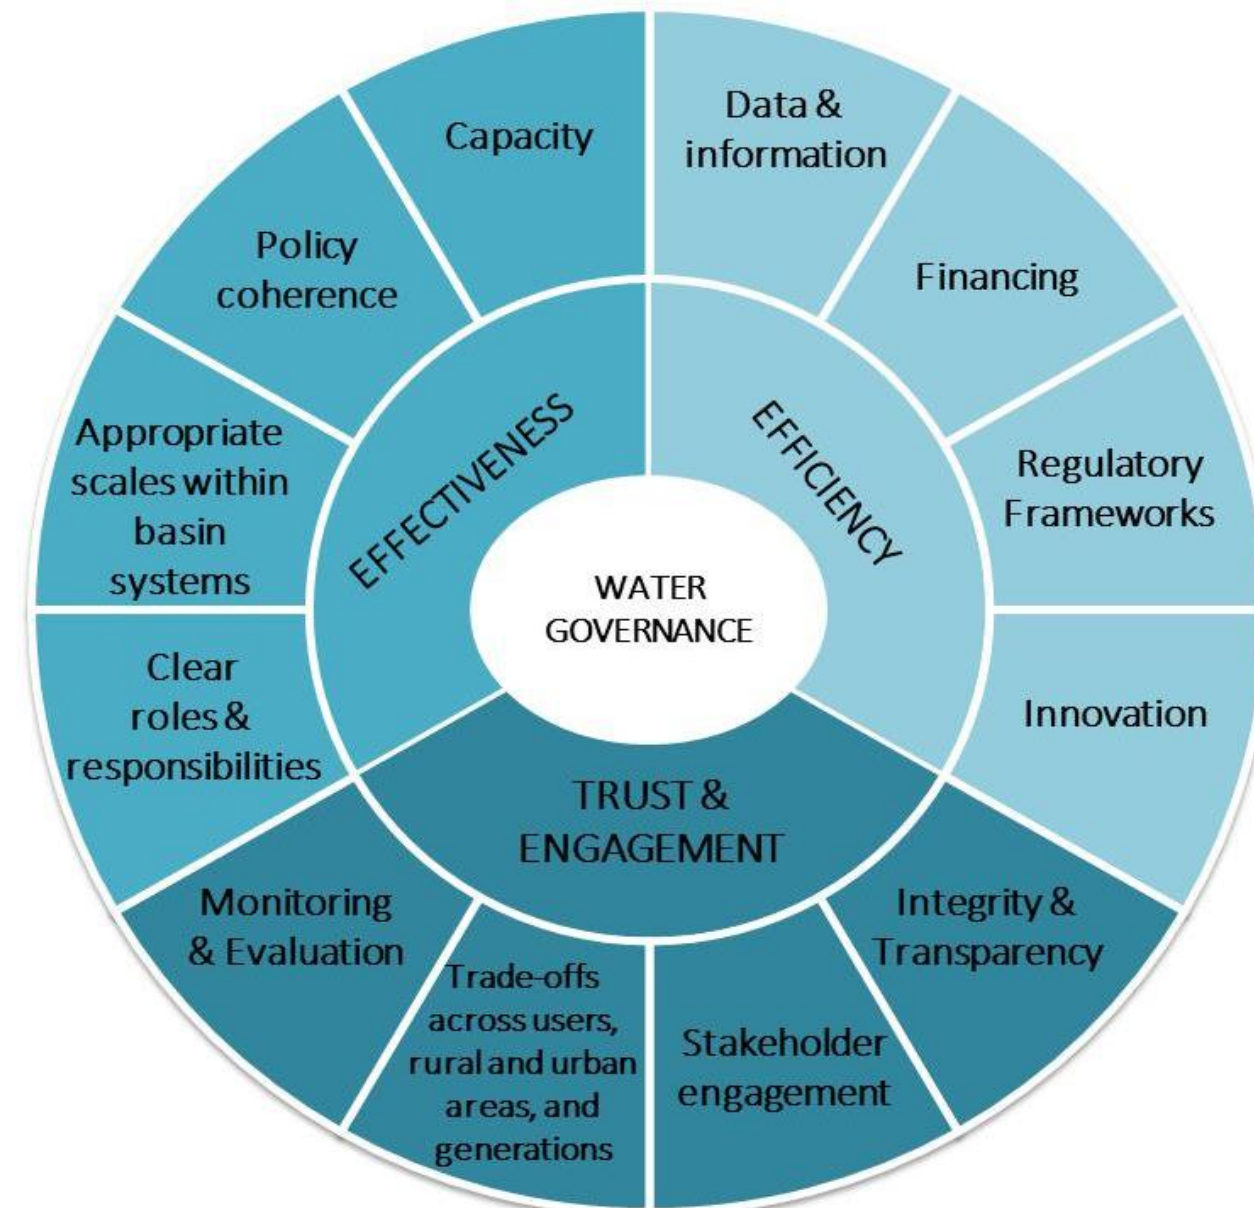 Capacity
Data &
information
Policy
coherence
Financing
Appropriate
scales within
basin
systems
EFFECTIVENESS
EFFICIENCY
Regulatory
Frameworks
WATER
GOVERNANCE
Clear
roles &
responsibilities
Innovation
TRUST &
ENGAGEMENT
Monitoring
& Evaluation
Trade-offs
across users,
rural and urban
areas, and
generations
Stakeholder
engagement
Integrity &
Transparency